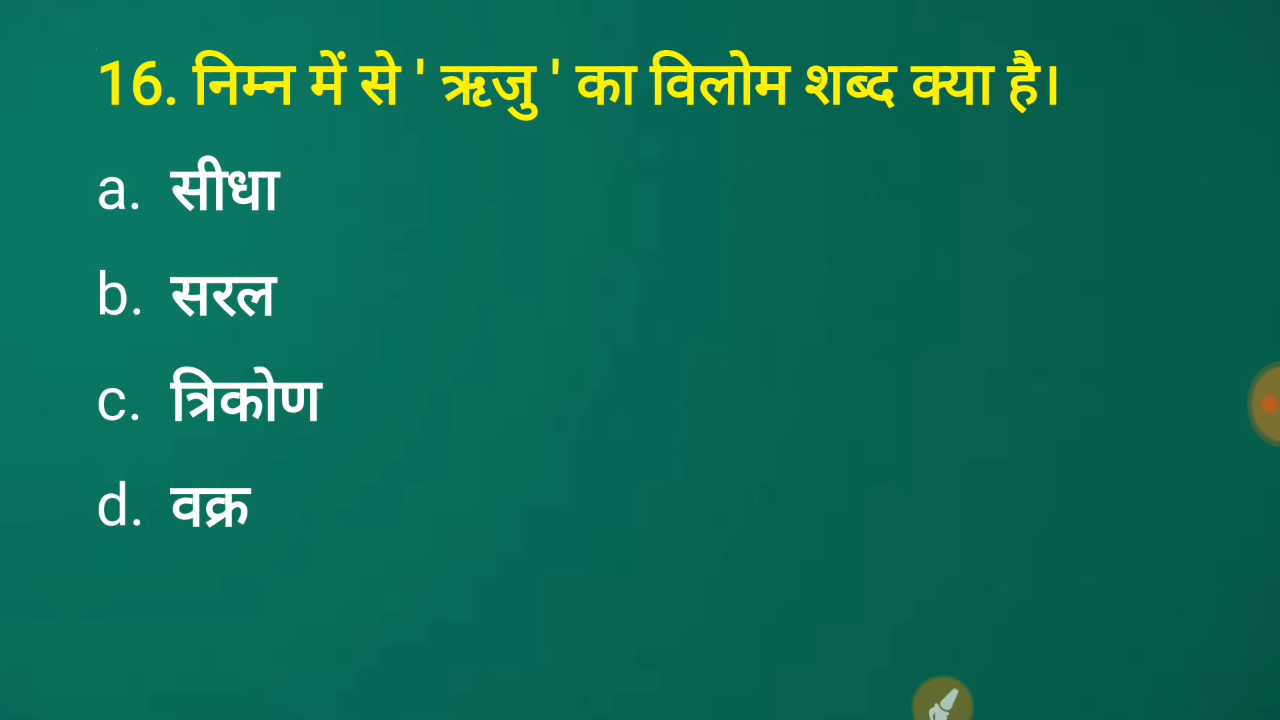 16. निम्न में से ' ऋजु ' का विलोम शब्द क्या है।
a. सीधा
b. सरल
c. त्रिकोण
d. वक्र